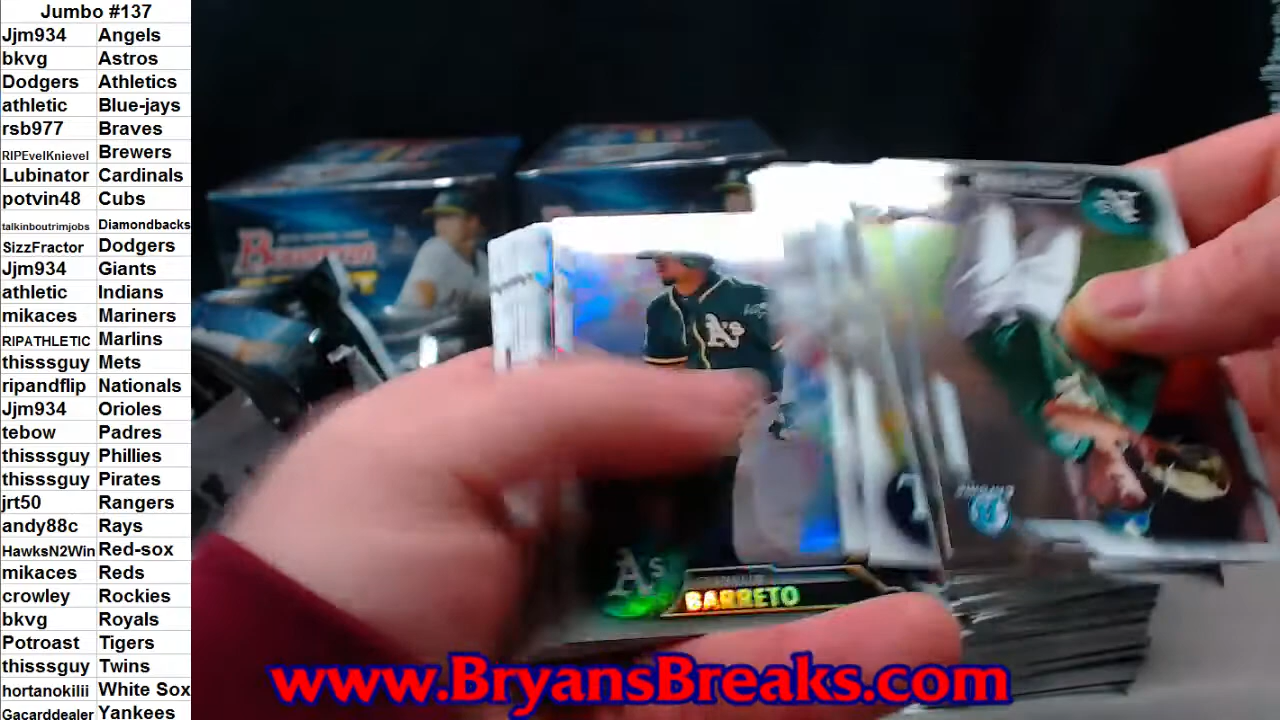 Jumbo #137
Jjm934 Angels
bkvg Astros
Dodgers Athletics
athletic Blue-jays
rsb977 Braves
RIPEvelKnievel Brewers
Lubinator Cardinals
potvin48 Cubs
talkinboutrimjobs Diamondbacks
SizzFractor Dodgers
Jjm934 Giants
athletic Indians
mikaces Mariners
RIPATHLETIC Marlins
thisssguy Mets
ripandflip Nationals
Jjm934 Orioles
tebow Padres
thisssguy Phillies
thisssguy Pirates
jrt50 Rangers
andy88c Rays
HawksN2Win Red-sox
mikaces Reds
crowley Rockies
bkvg Royals
Potroast Tigers
thisssguy Twins
hortanokilii White Sox
Gacarddealer Yankees
Bowman
A's
A's
BARRETO
www.BryansBreaks.com